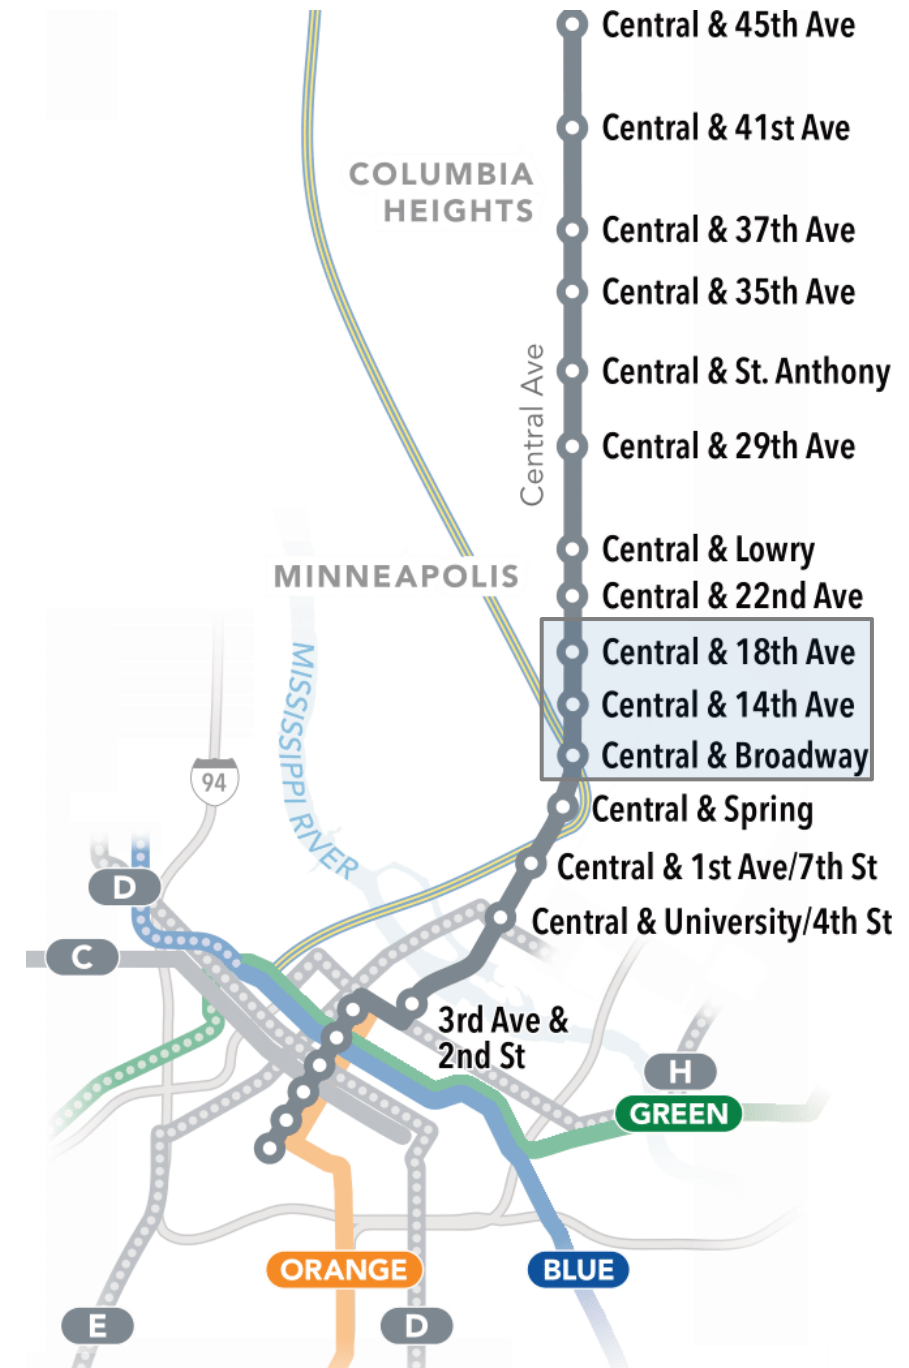 Central & 45th Ave
Central & 41st Ave
COLUMBIA
HEIGHTS
Central & 37th Ave
Central & 35th Ave
Central Ave
Central & St. Anthony
Central & 29th Ave
Central & Lowry
MINNEAPOLIS
Central & 22nd Ave
Central & 18th Ave
MISSISSIPPI RIVER
Central & 14th Ave
Central & Broadway
94
Central & Spring
Central & 1st Ave/7th St
D
Central & University/4th St
C
3rd Ave &
2nd St
H
GREEN
ORANGE
BLUE
E
D